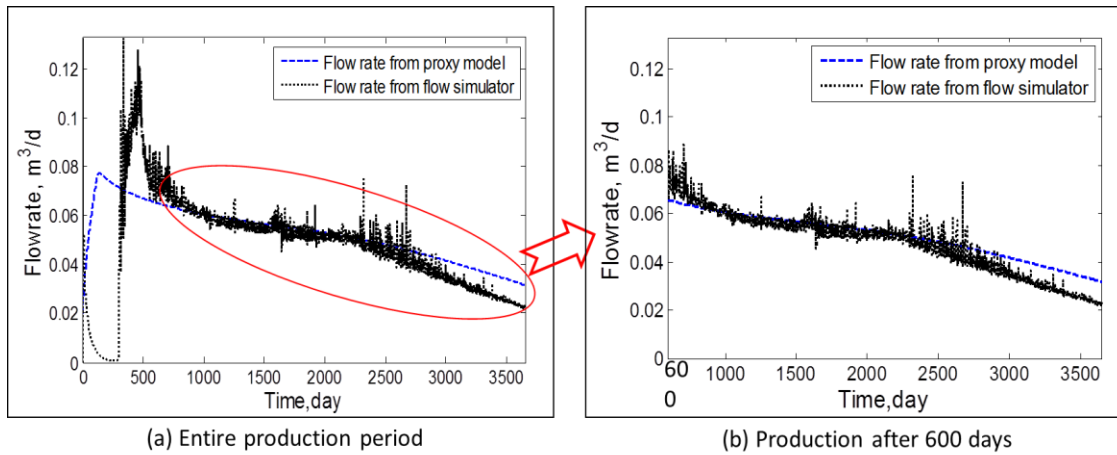 0.12
0.1
0.08
0.06
0.04
0.02
0
Flowrate, m³/d
Flow rate from proxy model
Flow rate from flow simulator
0 500 1000 1500 2000 2500 3000 3500
Time,day
(a) Entire production period
0.12
0.1
0.08
0.06
0.04
0.02
0
Flowrate, m³/d
Flow rate from proxy model
Flow rate from flow simulator
60
0
1000 1500 2000 2500 3000 3500
Time,day
(b) Production after 600 days